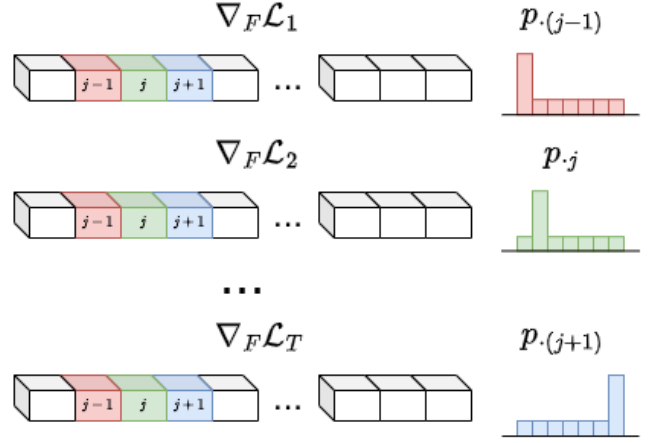 ∇_F ℒ_1 p_{·(j−1)}
j−1 j j+1 ...
∇_F ℒ_2 p_{·j}
j−1 j j+1 ...
...
∇_F ℒ_T p_{·(j+1)}
j−1 j j+1 ...